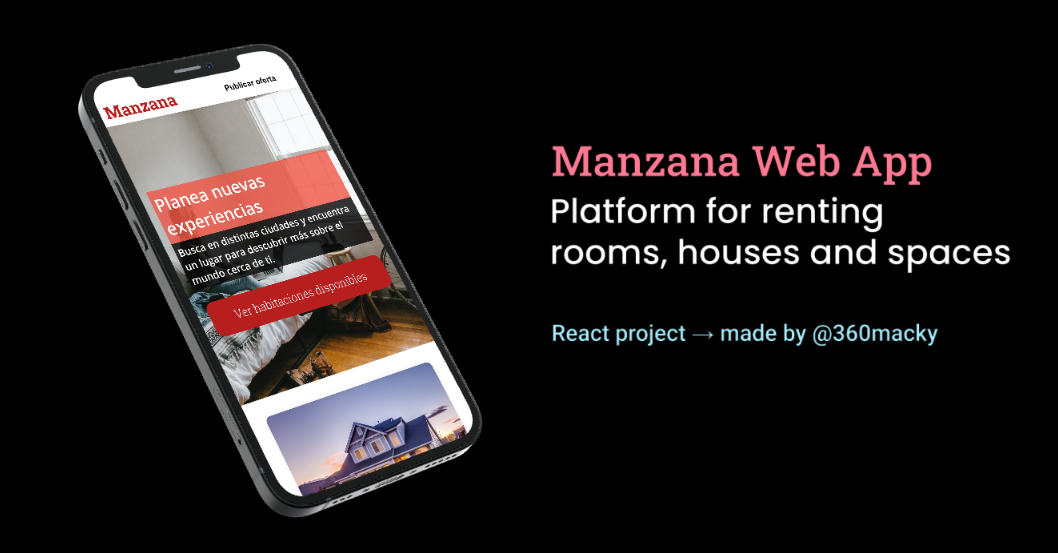 Manzana
Publicar oferta
Planea nuevas
experiencias
Busca en distintas ciudades y encuentra
un lugar para descubrir más sobre el
mundo cerca de ti.
Ver habitaciones disponibles
Manzana Web App
Platform for renting
rooms, houses and spaces
React project → made by @360macky